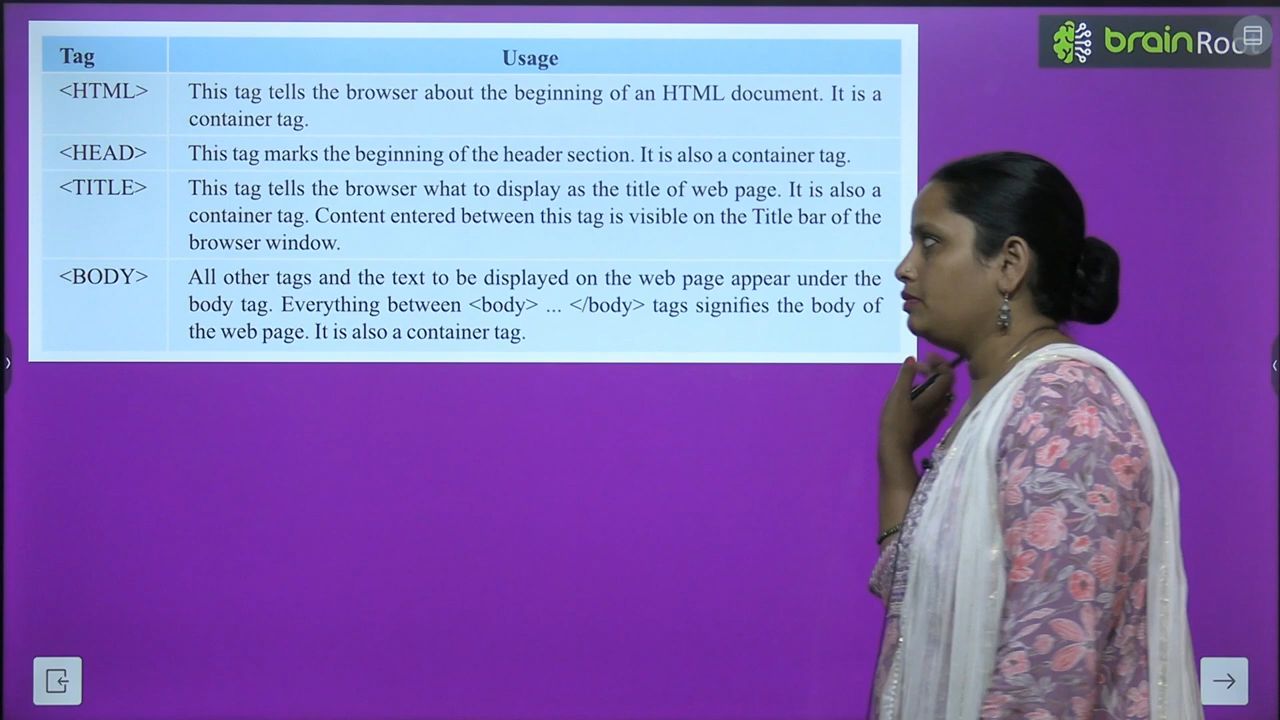 Tag Usage
<HTML> This tag tells the browser about the beginning of an HTML document. It is a
container tag.
<HEAD> This tag marks the beginning of the header section. It is also a container tag.
<TITLE> This tag tells the browser what to display as the title of web page. It is also a
container tag. Content entered between this tag is visible on the Title bar of the
browser window.
<BODY> All other tags and the text to be displayed on the web page appear under the
body tag. Everything between <body> ... </body> tags signifies the body of
the web page. It is also a container tag.
brain